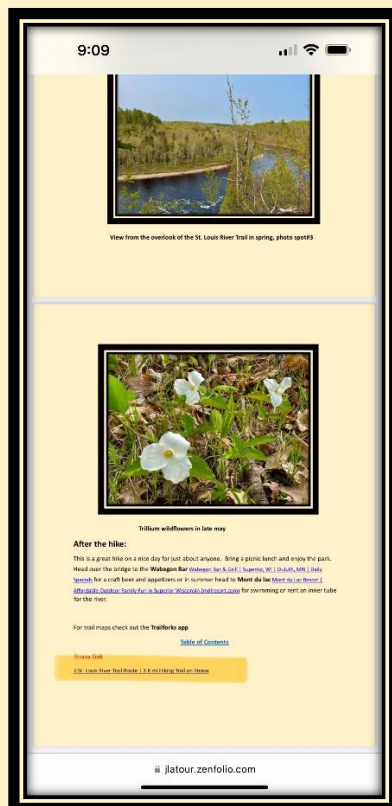 9:09
View from the overlook of the St. Louis River Trail in spring, photo spot#3
Trillium wildflowers in late may
After the hike:
This is a great hike on a nice day for just about anyone. Bring a picnic lunch and enjoy the park.
Head over the bridge to the Wabegon Bar Wabegon Bar & Grill | Superior, WI | Duluth, MN | Daily
Specials for a craft beer and appetizers or in summer head to Mont du lac Mont du Lac Resort |
Affordable Outdoor Family Fun in Superior Wisconsin (mdlresort.com) for swimming or rent an inner tube
for the river.
For trail maps check out the Trailforks app
Table of Contents
Strava Link
2.St. Louis River Trail Route | 3.6 mi Hiking Trail on Strava
jlatour.zenfolio.com